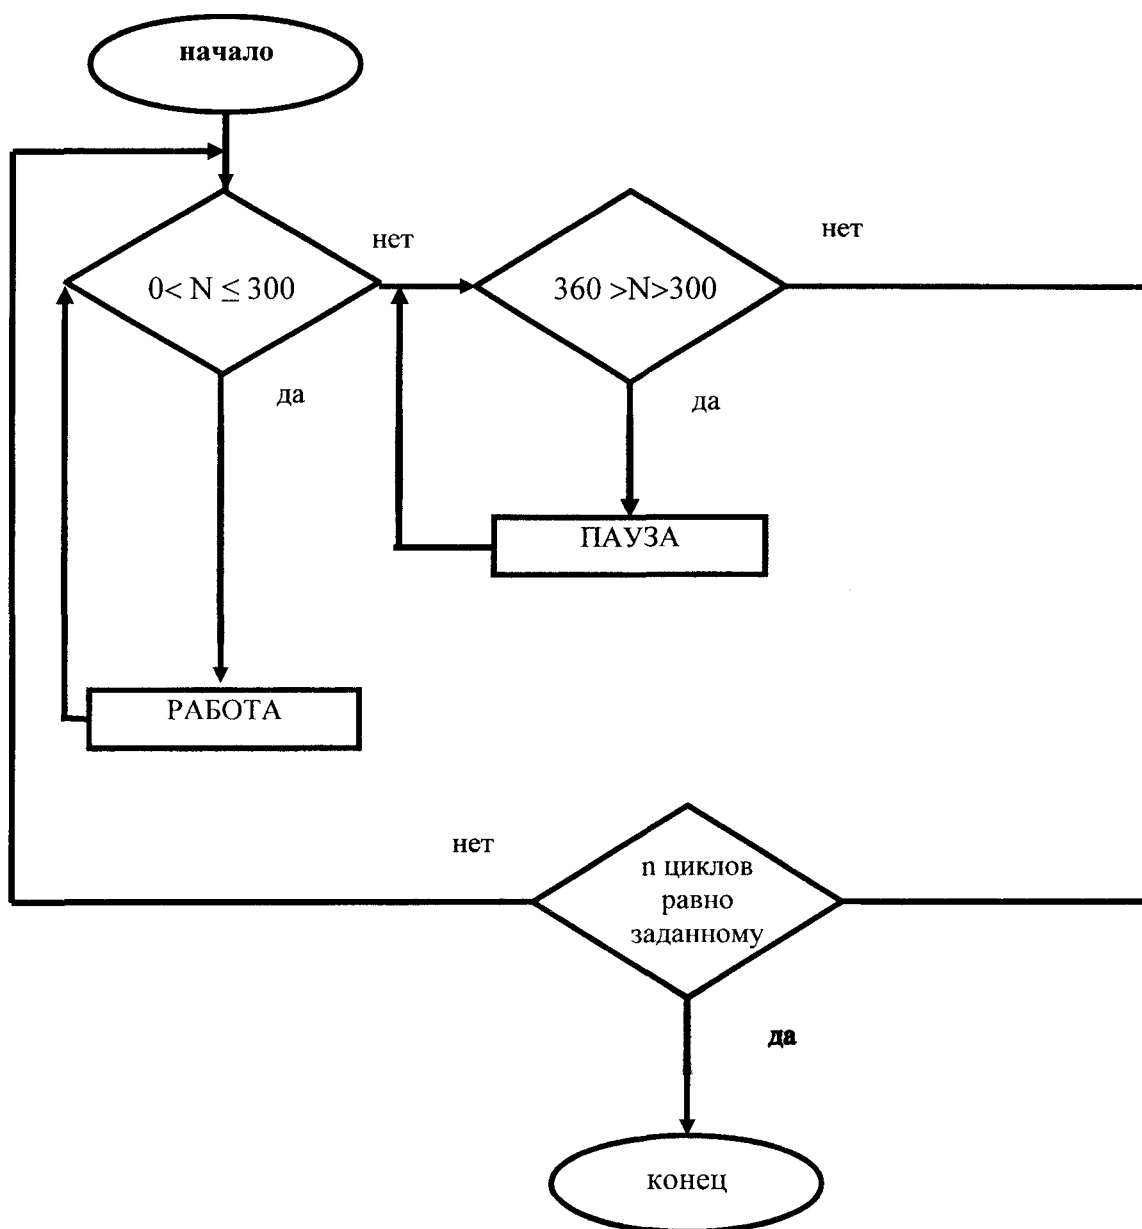 начало
нет
нет
0< N ≤ 300
360 >N>300
да
да
ПАУЗА
РАБОТА
нет
n циклов
равно
заданному
да
конец